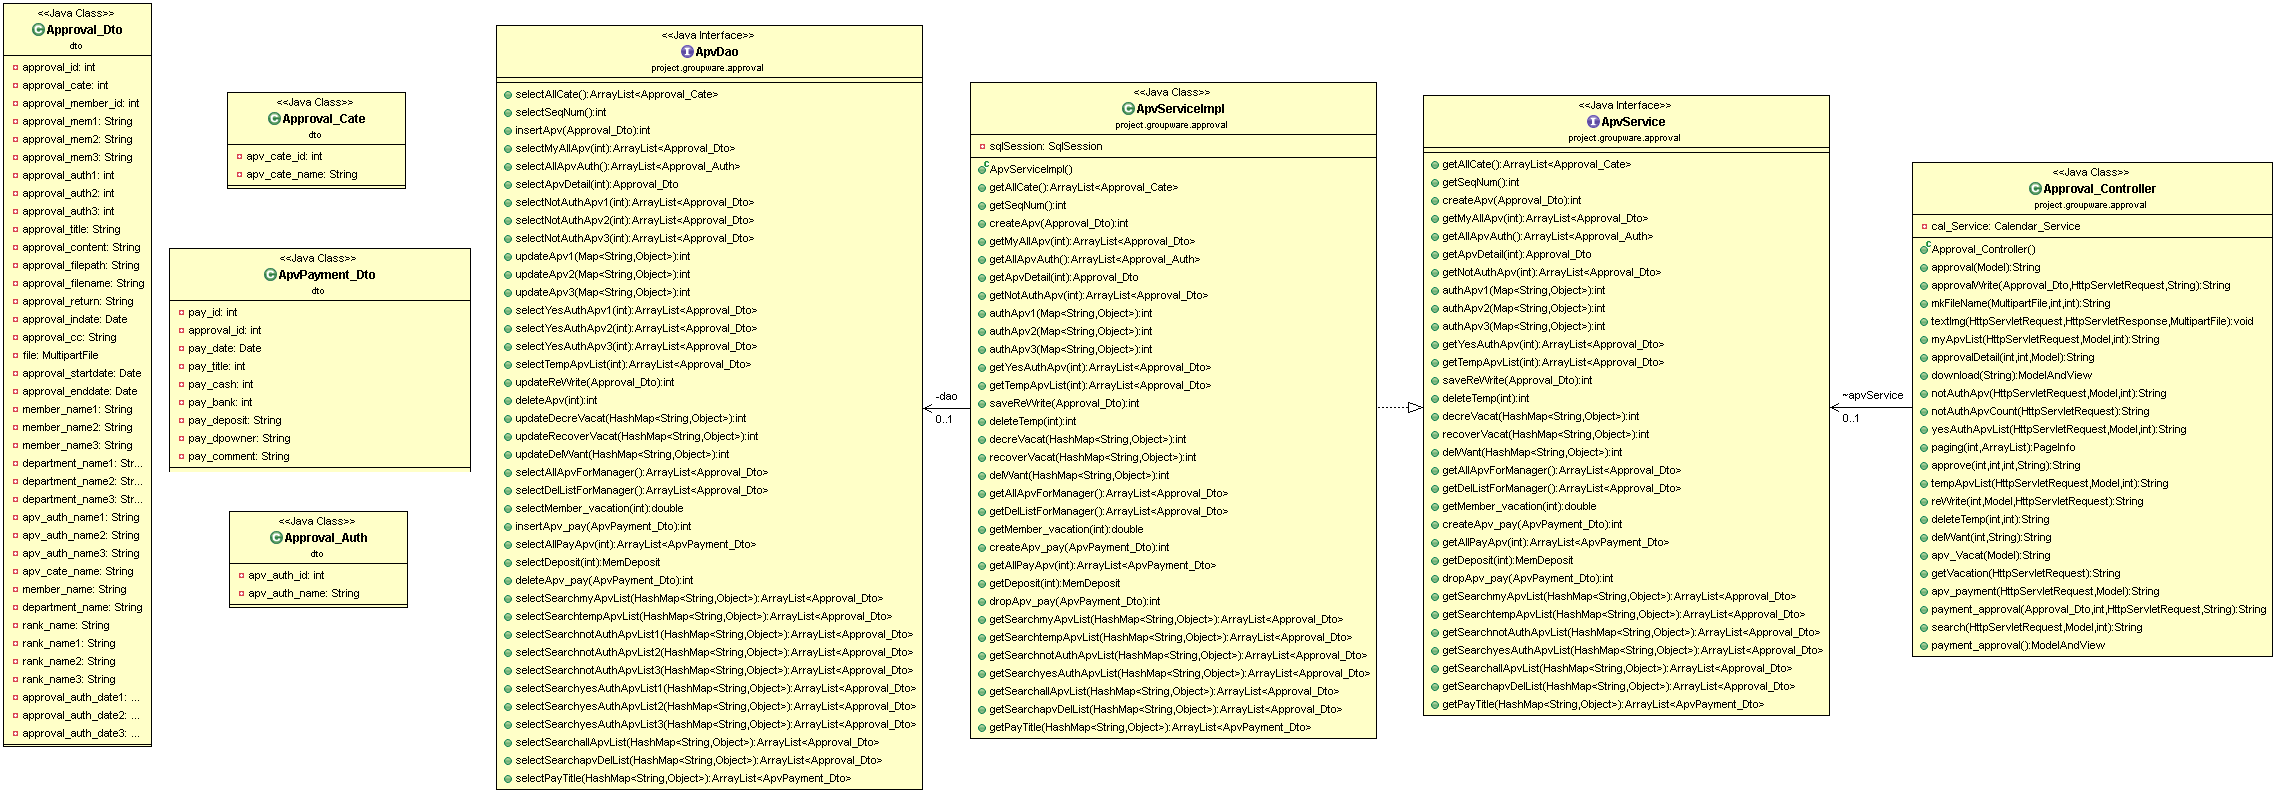 <<Java Class>>
Approval_Dto
dto
approval_id: int
approval_cate: int
approval_member_id: int
approval_mem1: String
approval_mem2: String
approval_mem3: String
approval_auth1: int
approval_auth2: int
approval_auth3: int
approval_title: String
approval_content: String
approval_filepath: String
approval_filename: String
approval_return: String
approval_indate: Date
approval_cc: String
file: MultipartFile
approval_startdate: Date
approval_enddate: Date
member_name1: String
member_name2: String
member_name3: String
department_name1: Str...
department_name2: Str...
department_name3: Str...
apv_auth_name1: String
apv_auth_name2: String
apv_auth_name3: String
apv_cate_name: String
member_name: String
department_name: String
rank_name: String
rank_name1: String
rank_name2: String
rank_name3: String
approval_auth_date1: ...
approval_auth_date2: ...
approval_auth_date3: ...
<<Java Class>>
Approval_Cate
dto
apv_cate_id: int
apv_cate_name: String
<<Java Class>>
ApvPayment_Dto
dto
pay_id: int
approval_id: int
pay_date: Date
pay_title: int
pay_cash: int
pay_bank: int
pay_deposit: String
pay_dpowner: String
pay_comment: String
<<Java Class>>
Approval_Auth
dto
apv_auth_id: int
apv_auth_name: String
<<Java Interface>>
ApvDao
project.groupware.approval
selectAllCate():ArrayList<Approval_Cate>
selectSeqNum():int
insertApv(Approval_Dto):int
selectMyAllApv(int):ArrayList<Approval_Dto>
selectAllApvAuth():ArrayList<Approval_Auth>
selectApvDetail(int):Approval_Dto
selectNotAuthApv1(int):ArrayList<Approval_Dto>
selectNotAuthApv2(int):ArrayList<Approval_Dto>
selectNotAuthApv3(int):ArrayList<Approval_Dto>
updateApv1(Map<String,Object>):int
updateApv2(Map<String,Object>):int
updateApv3(Map<String,Object>):int
selectYesAuthApv1(int):ArrayList<Approval_Dto>
selectYesAuthApv2(int):ArrayList<Approval_Dto>
selectYesAuthApv3(int):ArrayList<Approval_Dto>
selectTempApvList(int):ArrayList<Approval_Dto>
updateReWrite(Approval_Dto):int
deleteApv(int):int
updateDecreVacat(HashMap<String,Object>):int
updateRecoverVacat(HashMap<String,Object>):int
updateDelWant(HashMap<String,Object>):int
selectAllApvForManager():ArrayList<Approval_Dto>
selectDelListForManager():ArrayList<Approval_Dto>
selectMember_vacation(int):double
insertApv_pay(ApvPayment_Dto):int
selectAllPayApv(int):ArrayList<ApvPayment_Dto>
selectDeposit(int):MemDeposit
deleteApv_pay(ApvPayment_Dto):int
selectSearchmyApvList(HashMap<String,Object>):ArrayList<Approval_Dto>
selectSearchtempApvList(HashMap<String,Object>):ArrayList<Approval_Dto>
selectSearchnotAuthApvList1(HashMap<String,Object>):ArrayList<Approval_Dto>
selectSearchnotAuthApvList2(HashMap<String,Object>):ArrayList<Approval_Dto>
selectSearchnotAuthApvList3(HashMap<String,Object>):ArrayList<Approval_Dto>
selectSearchyesAuthApvList1(HashMap<String,Object>):ArrayList<Approval_Dto>
selectSearchyesAuthApvList2(HashMap<String,Object>):ArrayList<Approval_Dto>
selectSearchyesAuthApvList3(HashMap<String,Object>):ArrayList<Approval_Dto>
selectSearchallApvList(HashMap<String,Object>):ArrayList<Approval_Dto>
selectSearchapvDelList(HashMap<String,Object>):ArrayList<Approval_Dto>
selectPayTitle(HashMap<String,Object>):ArrayList<ApvPayment_Dto>
-dao
0..1
<<Java Class>>
ApvServiceImpl
project.groupware.approval
sqlSession: SqlSession
ApvServiceImpl()
getAllCate():ArrayList<Approval_Cate>
getSeqNum():int
createApv(Approval_Dto):int
getMyAllApv(int):ArrayList<Approval_Dto>
getAllApvAuth():ArrayList<Approval_Auth>
getApvDetail(int):Approval_Dto
getNotAuthApv(int):ArrayList<Approval_Dto>
authApv1(Map<String,Object>):int
authApv2(Map<String,Object>):int
authApv3(Map<String,Object>):int
getYesAuthApv(int):ArrayList<Approval_Dto>
getTempApvList(int):ArrayList<Approval_Dto>
saveReWrite(Approval_Dto):int
deleteTemp(int):int
decreVacat(HashMap<String,Object>):int
recoverVacat(HashMap<String,Object>):int
delWant(HashMap<String,Object>):int
getAllApvForManager():ArrayList<Approval_Dto>
getDelListForManager():ArrayList<Approval_Dto>
getMember_vacation(int):double
createApv_pay(ApvPayment_Dto):int
getAllPayApv(int):ArrayList<ApvPayment_Dto>
getDeposit(int):MemDeposit
dropApv_pay(ApvPayment_Dto):int
getSearchmyApvList(HashMap<String,Object>):ArrayList<Approval_Dto>
getSearchtempApvList(HashMap<String,Object>):ArrayList<Approval_Dto>
getSearchnotAuthApvList(HashMap<String,Object>):ArrayList<Approval_Dto>
getSearchyesAuthApvList(HashMap<String,Object>):ArrayList<Approval_Dto>
getSearchallApvList(HashMap<String,Object>):ArrayList<Approval_Dto>
getSearchapvDelList(HashMap<String,Object>):ArrayList<Approval_Dto>
getPayTitle(HashMap<String,Object>):ArrayList<ApvPayment_Dto>
<<Java Interface>>
ApvService
project.groupware.approval
getAllCate():ArrayList<Approval_Cate>
getSeqNum():int
createApv(Approval_Dto):int
getMyAllApv(int):ArrayList<Approval_Dto>
getAllApvAuth():ArrayList<Approval_Auth>
getApvDetail(int):Approval_Dto
getNotAuthApv(int):ArrayList<Approval_Dto>
authApv1(Map<String,Object>):int
authApv2(Map<String,Object>):int
authApv3(Map<String,Object>):int
getYesAuthApv(int):ArrayList<Approval_Dto>
getTempApvList(int):ArrayList<Approval_Dto>
saveReWrite(Approval_Dto):int
deleteTemp(int):int
decreVacat(HashMap<String,Object>):int
recoverVacat(HashMap<String,Object>):int
delWant(HashMap<String,Object>):int
getAllApvForManager():ArrayList<Approval_Dto>
getDelListForManager():ArrayList<Approval_Dto>
getMember_vacation(int):double
createApv_pay(ApvPayment_Dto):int
getAllPayApv(int):ArrayList<ApvPayment_Dto>
getDeposit(int):MemDeposit
dropApv_pay(ApvPayment_Dto):int
getSearchmyApvList(HashMap<String,Object>):ArrayList<Approval_Dto>
getSearchtempApvList(HashMap<String,Object>):ArrayList<Approval_Dto>
getSearchnotAuthApvList(HashMap<String,Object>):ArrayList<Approval_Dto>
getSearchyesAuthApvList(HashMap<String,Object>):ArrayList<Approval_Dto>
getSearchallApvList(HashMap<String,Object>):ArrayList<Approval_Dto>
getSearchapvDelList(HashMap<String,Object>):ArrayList<Approval_Dto>
getPayTitle(HashMap<String,Object>):ArrayList<ApvPayment_Dto>
~apvService
0..1
<<Java Class>>
Approval_Controller
project.groupware.approval
cal_Service: Calendar_Service
Approval_Controller()
approval(Model):String
approvalWrite(Approval_Dto,HttpServletRequest,String):String
mkFileName(MultipartFile,int,int):String
textImg(HttpServletRequest,HttpServletResponse,MultipartFile):void
myApvList(HttpServletRequest,Model,int):String
approvalDetail(int,int,Model):String
download(String):ModelAndView
notAuthApv(HttpServletRequest,Model,int):String
notAuthApvCount(HttpServletRequest):String
yesAuthApvList(HttpServletRequest,Model,int):String
paging(int,ArrayList):PageInfo
approve(int,int,int,String):String
tempApvList(HttpServletRequest,Model,int):String
reWrite(int,Model,HttpServletRequest):String
deleteTemp(int,int):String
delWant(int,String):String
apv_Vacat(Model):String
getVacation(HttpServletRequest):String
apv_payment(HttpServletRequest,Model):String
payment_approval(Approval_Dto,int,HttpServletRequest,String):String
search(HttpServletRequest,Model,int):String
payment_approval():ModelAndView